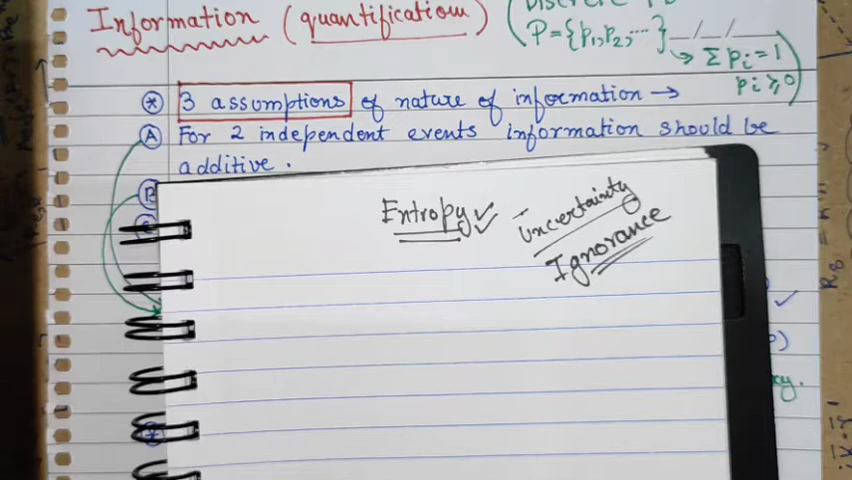 Information (quantification)
P = {p1, p2, ...}
→ Σ pi = 1
pi ≥ 0
* 3 assumptions of nature of information →
A For 2 independent events information should be
additive.
B
Entropy ✓✓
Uncertainty
Ignorance